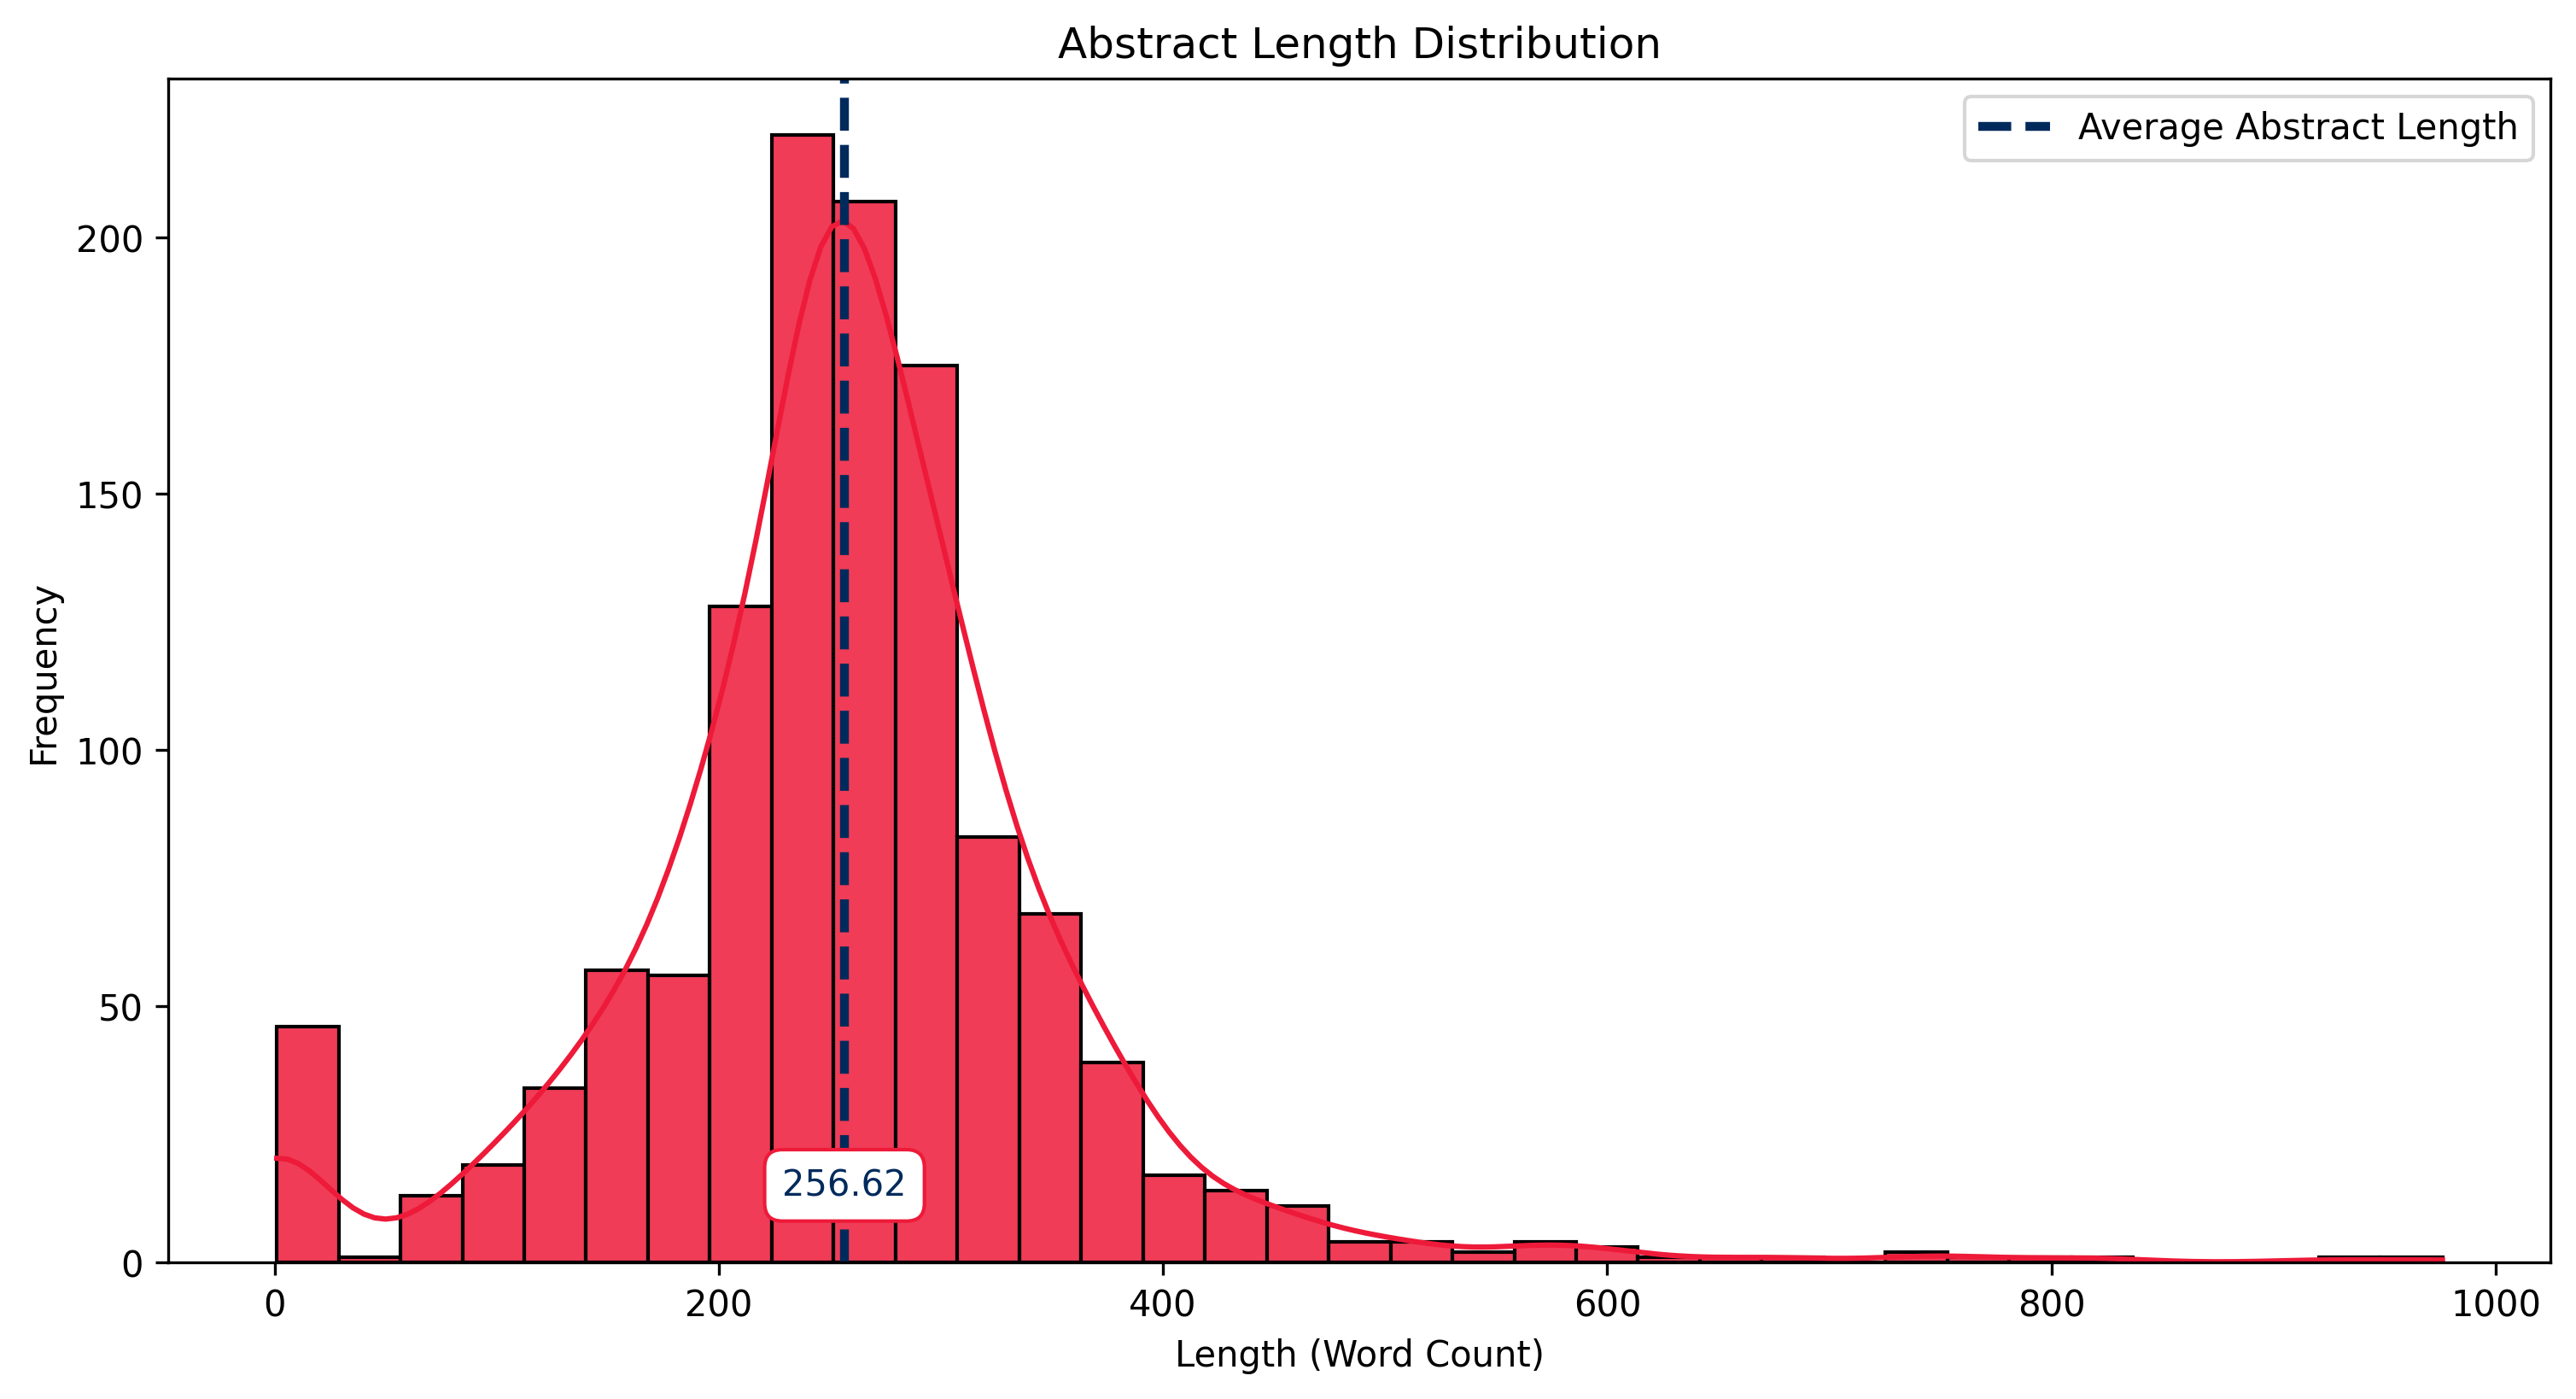 Abstract Length Distribution
Average Abstract Length
Frequency
200
150
100
50
0
256.62
0 200 400 600 800 1000
Length (Word Count)